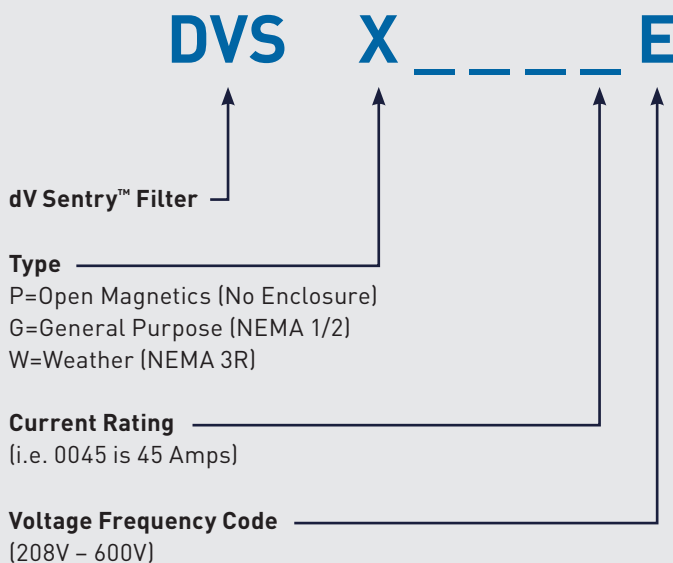 DVS X _ _ _ _ E
dV Sentry™ Filter
Type
P=Open Magnetics (No Enclosure)
G=General Purpose (NEMA 1/2)
W=Weather (NEMA 3R)
Current Rating
(i.e. 0045 is 45 Amps)
Voltage Frequency Code
(208V – 600V)